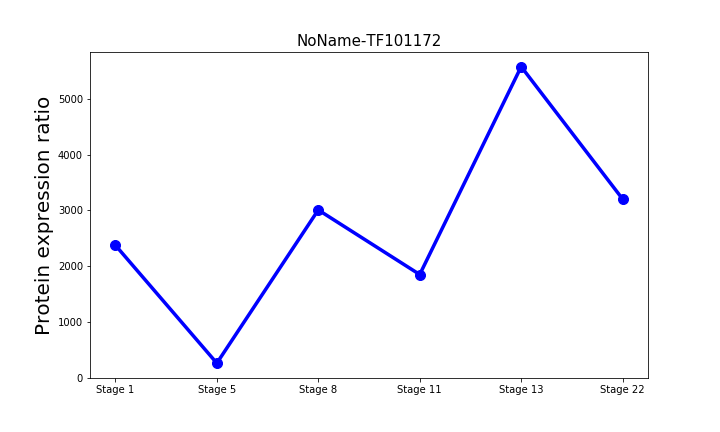 NoName-TF101172
Protein expression ratio
5000
4000
3000
2000
1000
0
Stage 1 Stage 5 Stage 8 Stage 11 Stage 13 Stage 22